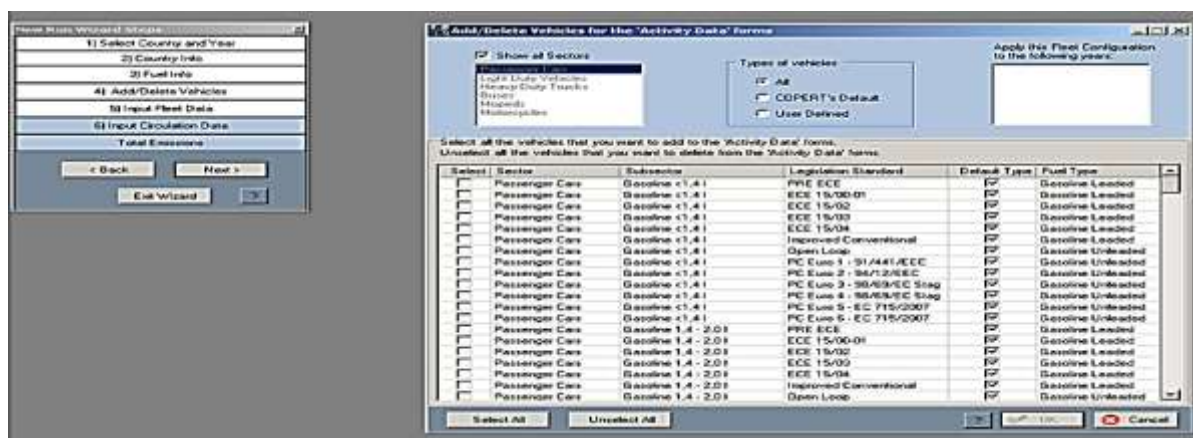 New Run Wizard Steps
1) Select Country and Year
2) Country Info
3) Fuel Info
4) Add/Delete Vehicles
5) Input Fleet Data
6) Input Circulation Data
Total Emissions
< Back Next >
Exit Wizard ?
Add/Delete Vehicles for the 'Activity Data' forms
Show all Sectors
Passenger Cars
Light Duty Vehicles
Heavy Duty Trucks
Buses
Mopeds
Motorcycles
Types of vehicles
All
COPERT's Default
User Defined
Apply this Fleet Configuration
to the following years:
Select all the vehicles that you want to add to the 'Activity Data' forms.
Unselect all the vehicles that you want to delete from the 'Activity Data' forms.
Select Sector Subsector Legislation Standard Default Type Fuel Type
Passenger Cars Gasoline <1,4 l PRE ECE Gasoline Leaded
Passenger Cars Gasoline <1,4 l ECE 15/00-01 Gasoline Leaded
Passenger Cars Gasoline <1,4 l ECE 15/02 Gasoline Leaded
Passenger Cars Gasoline <1,4 l ECE 15/03 Gasoline Leaded
Passenger Cars Gasoline <1,4 l ECE 15/04 Gasoline Leaded
Passenger Cars Gasoline <1,4 l Improved Conventional Gasoline Leaded
Passenger Cars Gasoline <1,4 l Open Loop Gasoline Unleaded
Passenger Cars Gasoline <1,4 l PC Euro 1 - 91/441/EEC Gasoline Unleaded
Passenger Cars Gasoline <1,4 l PC Euro 2 - 94/12/EEC Gasoline Unleaded
Passenger Cars Gasoline <1,4 l PC Euro 3 - 98/69/EC Stag Gasoline Unleaded
Passenger Cars Gasoline <1,4 l PC Euro 4 - 98/69/EC Stag Gasoline Unleaded
Passenger Cars Gasoline <1,4 l PC Euro 5 - EC 715/2007 Gasoline Unleaded
Passenger Cars Gasoline <1,4 l PC Euro 6 - EC 715/2007 Gasoline Unleaded
Passenger Cars Gasoline 1,4 - 2,0 l PRE ECE Gasoline Leaded
Passenger Cars Gasoline 1,4 - 2,0 l ECE 15/00-01 Gasoline Leaded
Passenger Cars Gasoline 1,4 - 2,0 l ECE 15/02 Gasoline Leaded
Passenger Cars Gasoline 1,4 - 2,0 l ECE 15/03 Gasoline Leaded
Passenger Cars Gasoline 1,4 - 2,0 l ECE 15/04 Gasoline Leaded
Passenger Cars Gasoline 1,4 - 2,0 l Improved Conventional Gasoline Leaded
Passenger Cars Gasoline 1,4 - 2,0 l Open Loop Gasoline Unleaded
Select All Unselect All ? Cancel